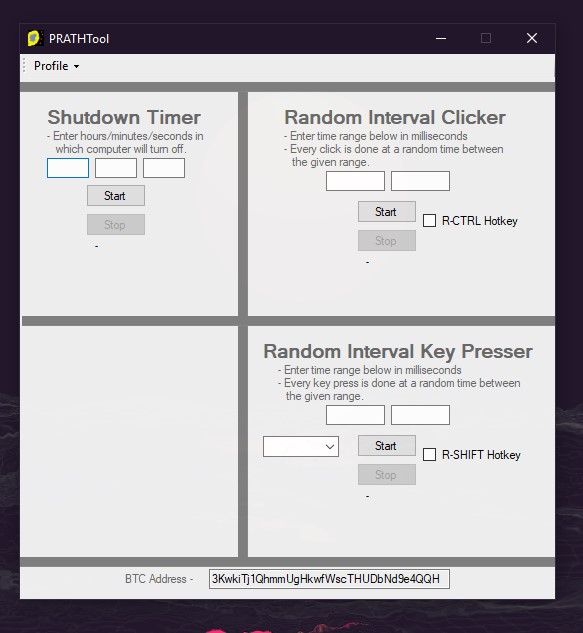 PRATHTool
Profile
Shutdown Timer
- Enter hours/minutes/seconds in
which computer will turn off.
Start
Stop
-
Random Interval Clicker
- Enter time range below in milliseconds
- Every click is done at a random time between
the given range.
Start
R-CTRL Hotkey
Stop
-
Random Interval Key Presser
- Enter time range below in milliseconds
- Every key press is done at a random time between
the given range.
Start
R-SHIFT Hotkey
Stop
-
BTC Address - 3KwkiTj1QhmmUgHkwfWscTHUDbNd9e4QQH